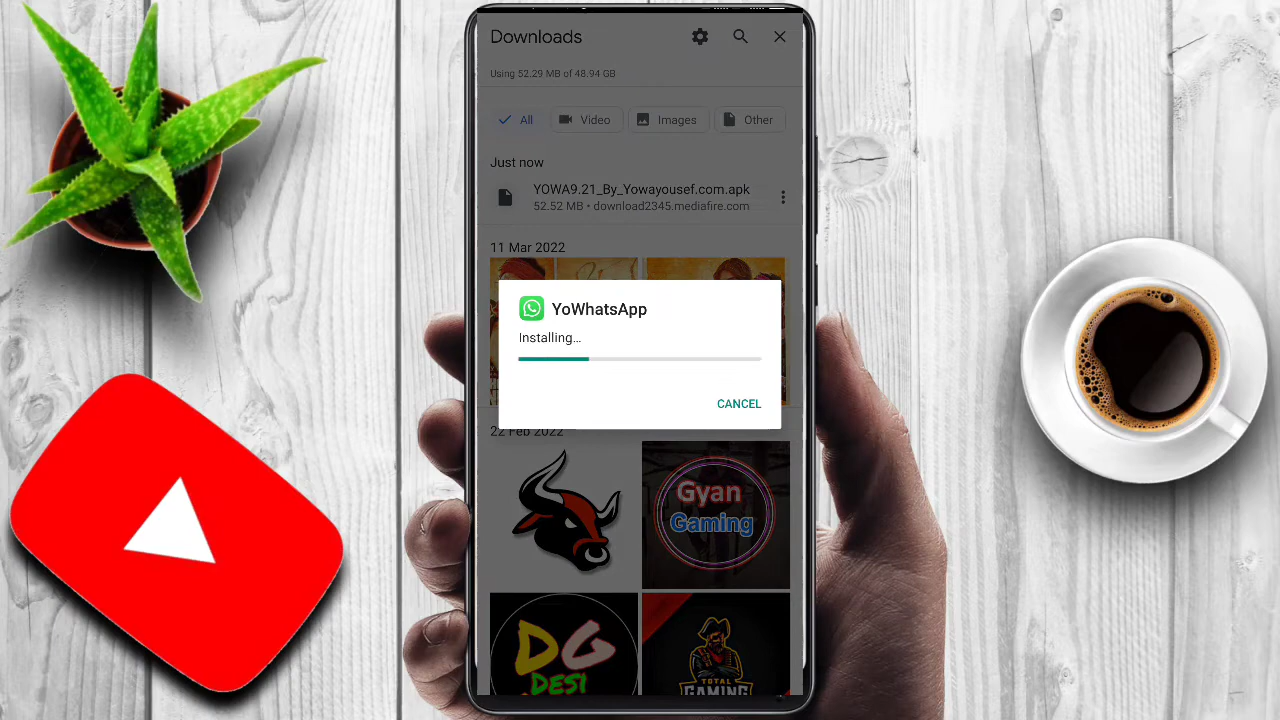 Downloads
Using 52.29 MB of 48.94 GB
All
Video
Images
Other
Just now
YOWA9.21_By_Yowayousef.com.apk
52.52 MB • download2345.mediafire.com
11 Mar 2022
YoWhatsApp
Installing...
CANCEL
22 Feb 2022
Gyan
Gaming
DG
DESI
TOTAL
GAMING